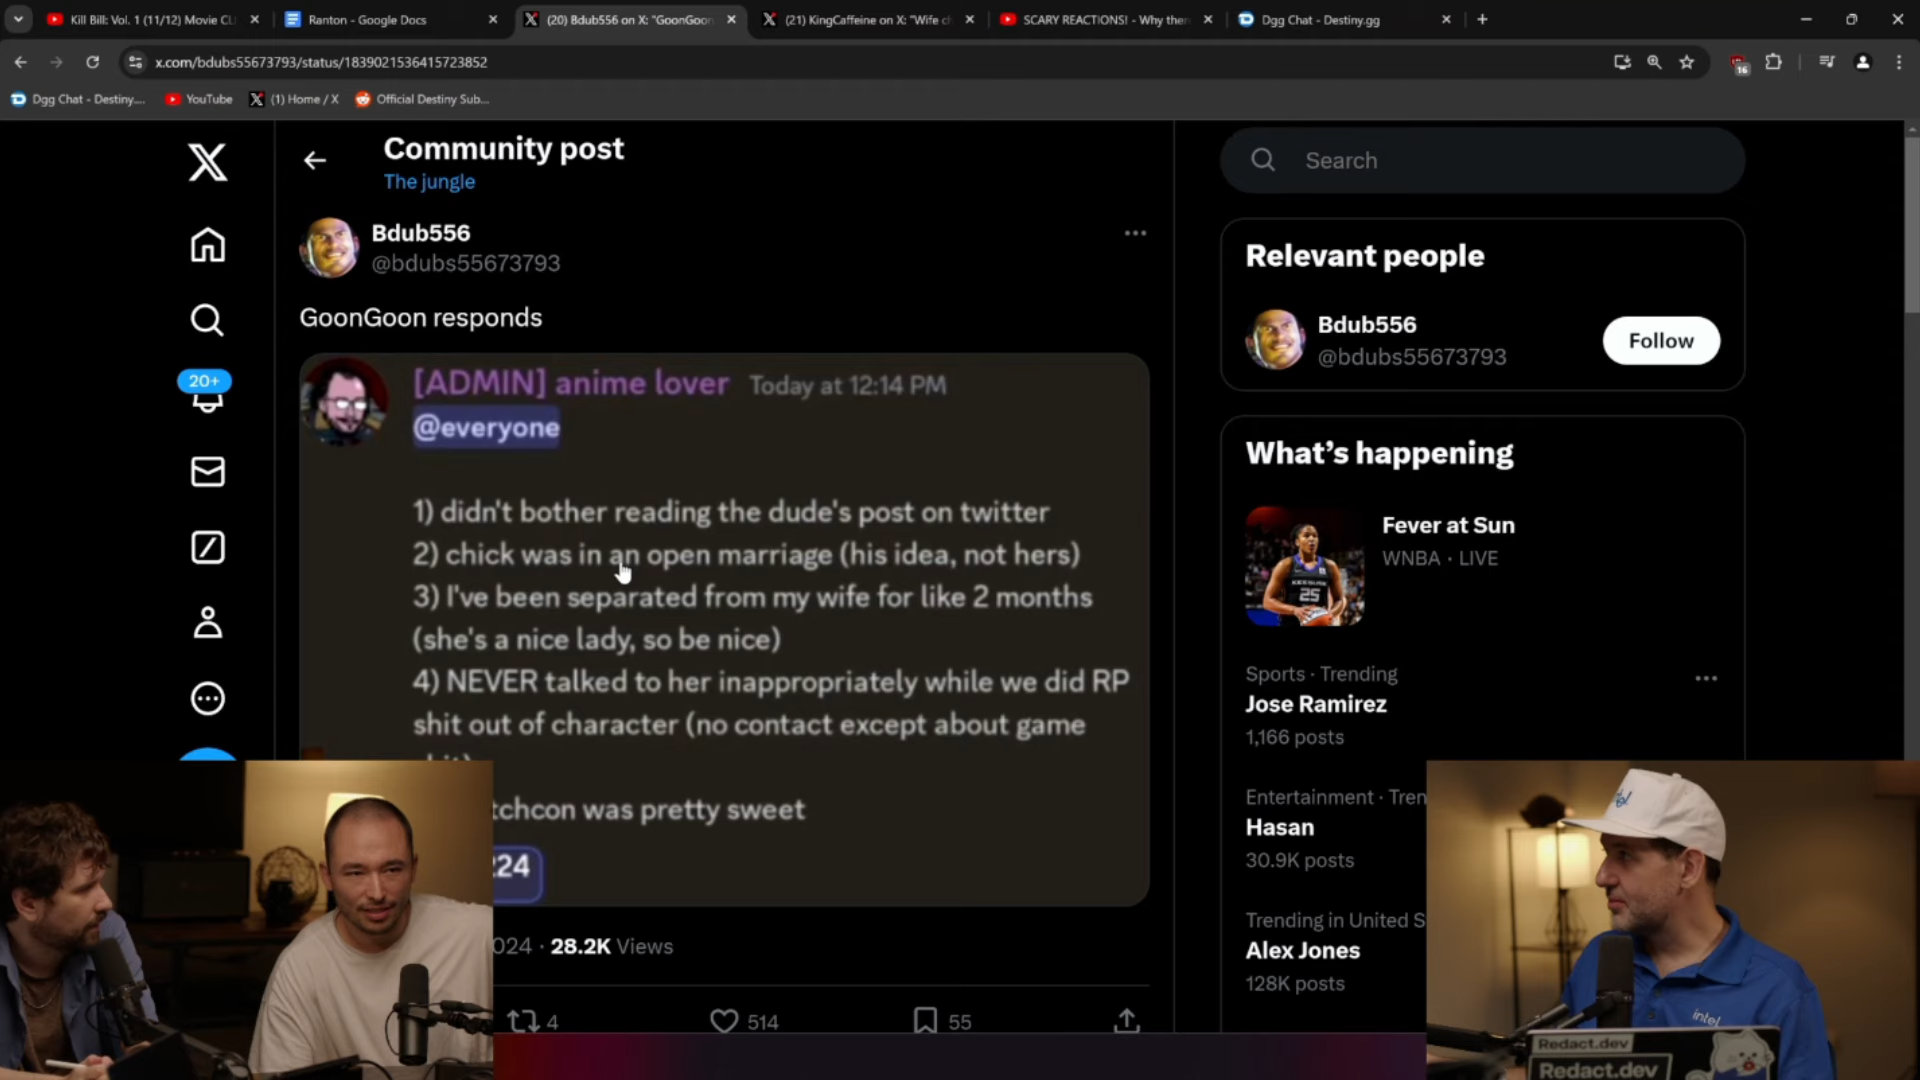 Kill Bill: Vol. 1 (11/12) Movie CL
Ranton - Google Docs
(20) Bdub556 on X: "GoonGoon
(21) KingCaffeine on X: "Wife ch
SCARY REACTIONS! - Why ther
Dgg Chat - Destiny.gg
x.com/bdubs55673793/status/1839021536415723852
16
Dgg Chat - Destiny....
YouTube
(1) Home / X
Official Destiny Sub...
Community post
The jungle
Search
Bdub556
@bdubs55673793
GoonGoon responds
[ADMIN] anime lover Today at 12:14 PM
@everyone
1) didn't bother reading the dude's post on twitter
2) chick was in an open marriage (his idea, not hers)
3) I've been separated from my wife for like 2 months
(she's a nice lady, so be nice)
4) NEVER talked to her inappropriately while we did RP
shit out of character (no contact except about game
tchcon was pretty sweet
24
024 · 28.2K Views
4
514
55
20+
Relevant people
Bdub556
@bdubs55673793
Follow
What's happening
Fever at Sun
WNBA · LIVE
25
Sports · Trending
Jose Ramirez
1,166 posts
Entertainment · Tren
Hasan
30.9K posts
Trending in United S
Alex Jones
128K posts
intel
Redact.dev
Redact.dev